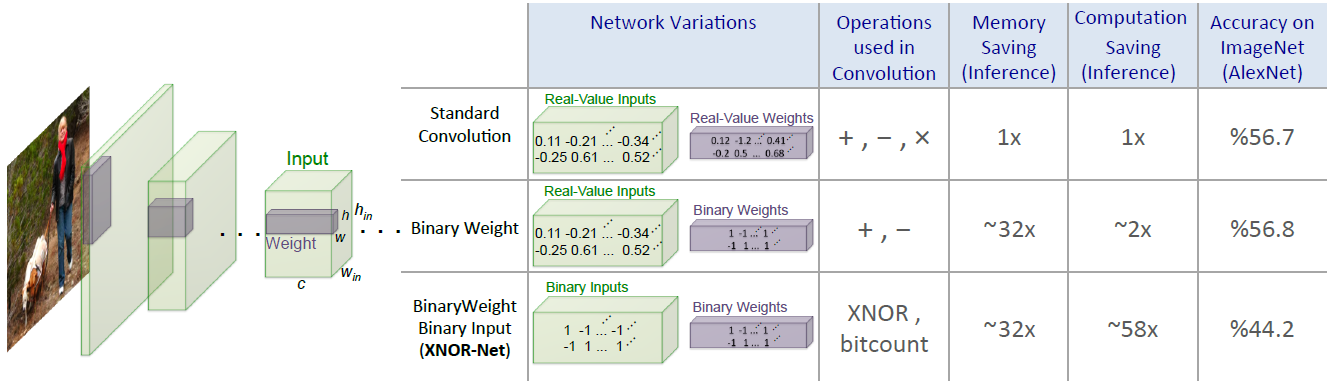 Network Variations
Operations
used in
Convolution
Memory
Saving
(Inference)
Computation
Saving
(Inference)
Accuracy on
ImageNet
(AlexNet)
Input
Weight
h
w
h_in
w_in
c
. . .
. . .
Standard
Convolution
Real-Value Inputs
0.11 -0.21 ... -0.34
-0.25 0.61 ... 0.52
Real-Value Weights
0.12 -1.2 ... 0.41
-0.2 0.5 ... 0.68
+ , − , ×
1x
1x
%56.7
Binary Weight
Real-Value Inputs
0.11 -0.21 ... -0.34
-0.25 0.61 ... 0.52
Binary Weights
1 -1 ... 1
-1 1 ... 1
+ , −
~32x
~2x
%56.8
BinaryWeight
Binary Input
(XNOR-Net)
Binary Inputs
1 -1 ... -1
-1 1 ... 1
Binary Weights
1 -1 ... 1
-1 1 ... 1
XNOR ,
bitcount
~32x
~58x
%44.2